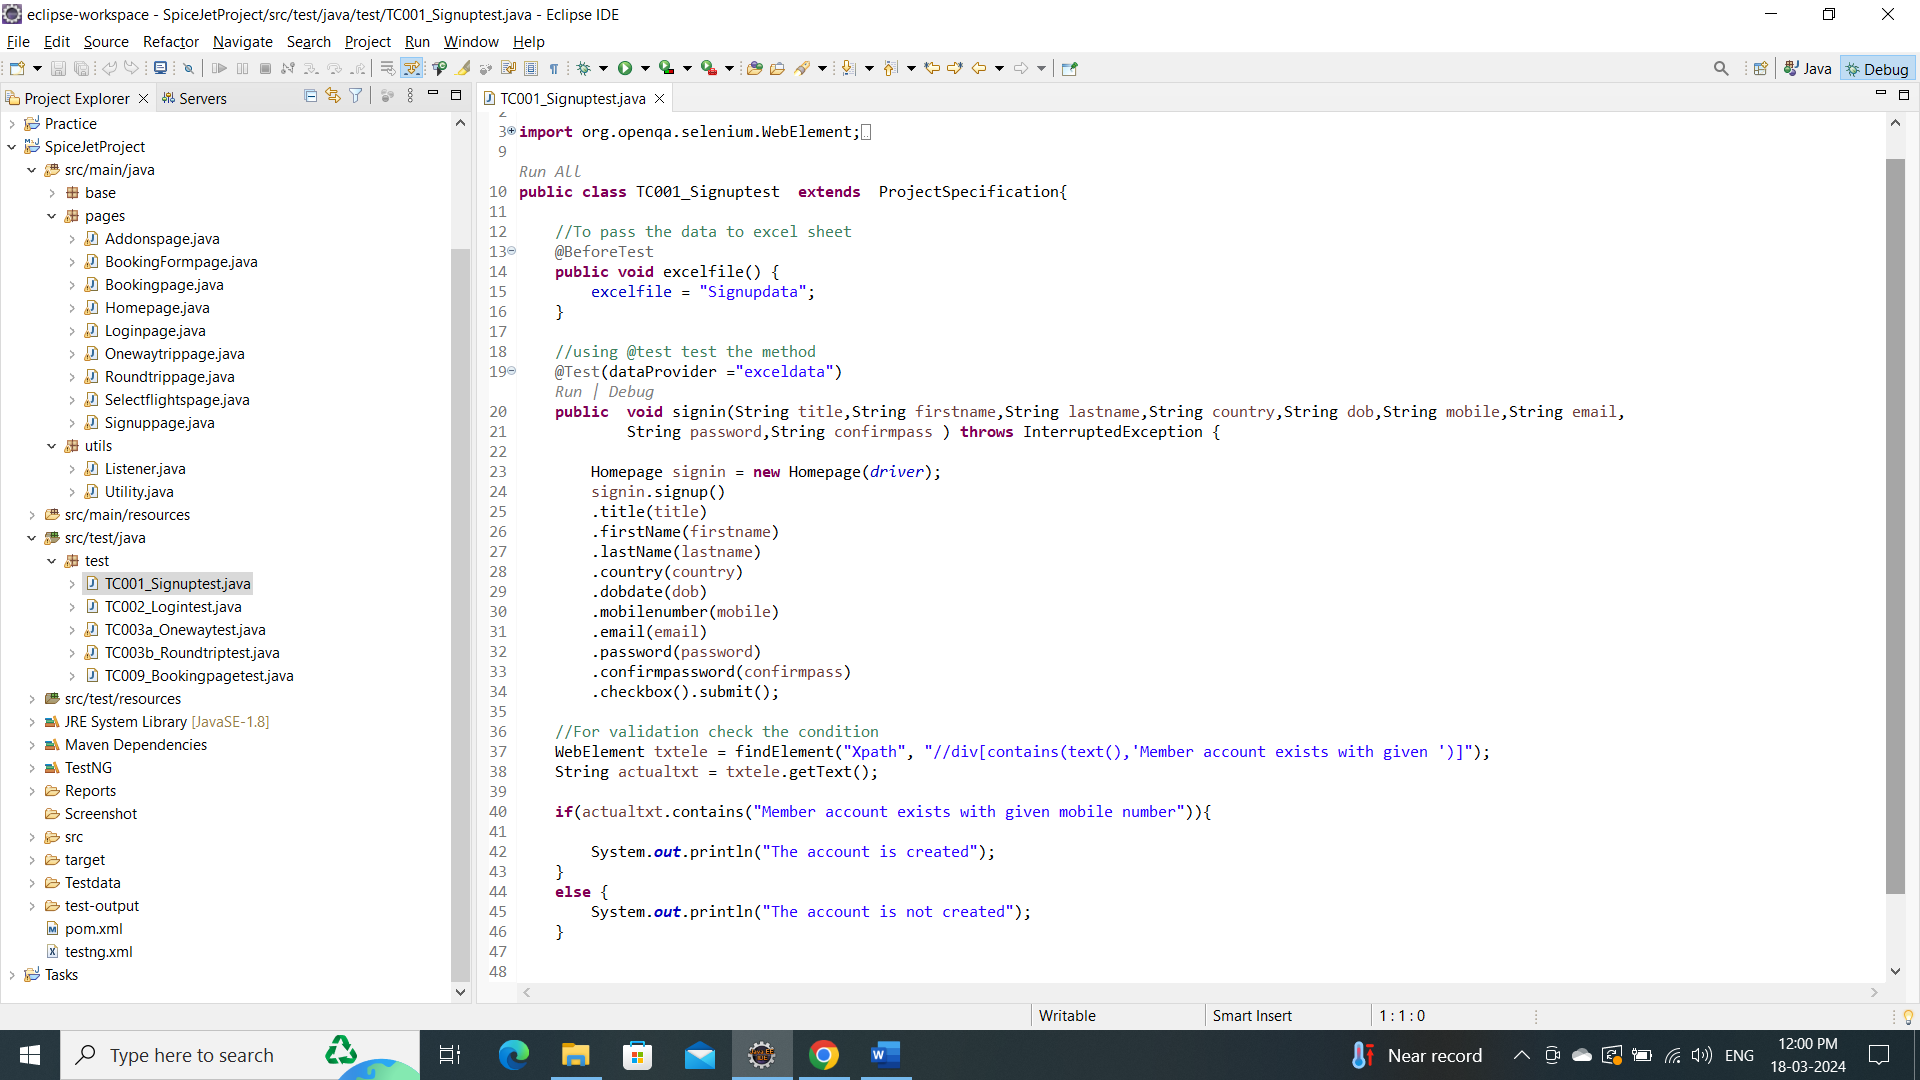 eclipse-workspace - SpiceJetProject/src/test/java/test/TC001_Signuptest.java - Eclipse IDE
File Edit Source Refactor Navigate Search Project Run Window Help
Java Debug
Project Explorer Servers
Practice
SpiceJetProject
src/main/java
base
pages
Addonspage.java
BookingFormpage.java
Bookingpage.java
Homepage.java
Loginpage.java
Onewaytrippage.java
Roundtrippage.java
Selectflightspage.java
Signuppage.java
utils
Listener.java
Utility.java
src/main/resources
src/test/java
test
TC001_Signuptest.java
TC002_Logintest.java
TC003a_Onewaytest.java
TC003b_Roundtriptest.java
TC009_Bookingpagetest.java
src/test/resources
JRE System Library [JavaSE-1.8]
Maven Dependencies
TestNG
Reports
Screenshot
src
target
Testdata
test-output
pom.xml
testng.xml
Tasks
TC001_Signuptest.java
2
3 import org.openqa.selenium.WebElement;
9
Run All
10 public class TC001_Signuptest  extends  ProjectSpecification{
11
12 //To pass the data to excel sheet
13 @BeforeTest
14 public void excelfile() {
15 excelfile = "Signupdata";
16 }
17
18 //using @test test the method
19 @Test(dataProvider ="exceldata")
Run | Debug
20 public  void signin(String title,String firstname,String lastname,String country,String dob,String mobile,String email,
21 String password,String confirmpass ) throws InterruptedException {
22
23 Homepage signin = new Homepage(driver);
24 signin.signup()
25 .title(title)
26 .firstName(firstname)
27 .lastName(lastname)
28 .country(country)
29 .dobdate(dob)
30 .mobilenumber(mobile)
31 .email(email)
32 .password(password)
33 .confirmpassword(confirmpass)
34 .checkbox().submit();
35
36 //For validation check the condition
37 WebElement txtele = findElement("Xpath", "//div[contains(text(),'Member account exists with given ')]");
38 String actualtxt = txtele.getText();
39
40 if(actualtxt.contains("Member account exists with given mobile number")){
41
42 System.out.println("The account is created");
43 }
44 else {
45 System.out.println("The account is not created");
46 }
47
48
Writable Smart Insert 1 : 1 : 0
Type here to search
Near record ENG 12:00 PM
18-03-2024